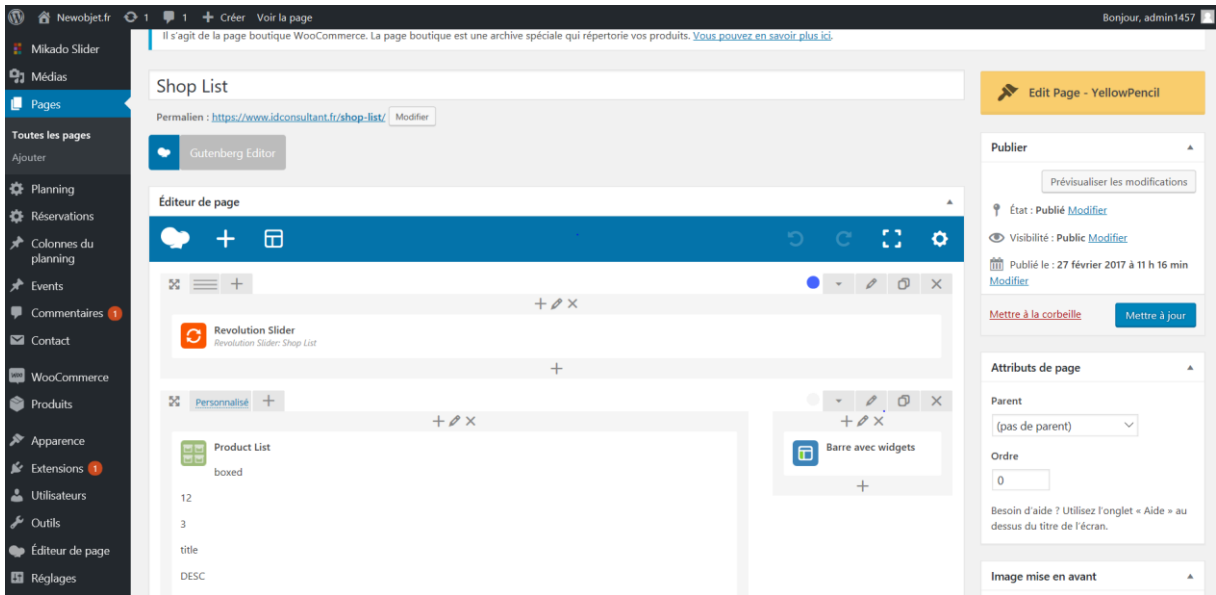 Newobjet.fr 1 1 Créer Voir la page Bonjour, admin1457
Mikado Slider
Médias
Pages
Toutes les pages
Ajouter
Planning
Réservations
Colonnes du
planning
Events
Commentaires 1
Contact
WooCommerce
Produits
Apparence
Extensions 1
Utilisateurs
Outils
Éditeur de page
Réglages
Il s'agit de la page boutique WooCommerce. La page boutique est une archive spéciale qui répertorie vos produits. Vous pouvez en savoir plus ici.
Shop List
Permalien : https://www.idconsultant.fr/shop-list/ Modifier
Gutenberg Editor
Éditeur de page
Revolution Slider
Revolution Slider: Shop List
Personnalisé
Product List
boxed
12
3
title
DESC
Barre avec widgets
Edit Page - YellowPencil
Publier
Prévisualiser les modifications
État : Publié Modifier
Visibilité : Public Modifier
Publié le : 27 février 2017 à 11 h 16 min
Modifier
Mettre à la corbeille Mettre à jour
Attributs de page
Parent
(pas de parent)
Ordre
0
Besoin d'aide ? Utilisez l'onglet « Aide » au
dessus du titre de l'écran.
Image mise en avant